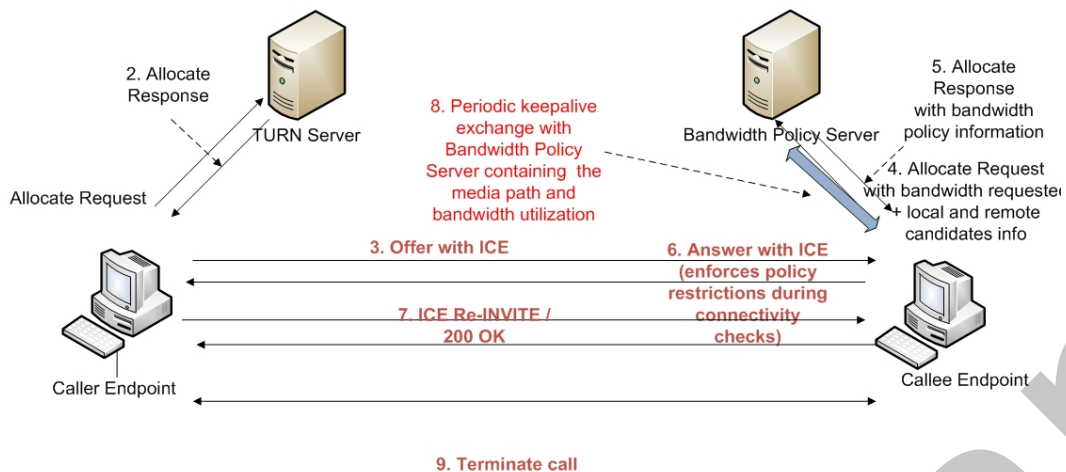 2. Allocate
Response
TURN Server
Allocate Request
8. Periodic keepalive
exchange with
Bandwidth Policy
Server containing the
media path and
bandwidth utilization
Bandwidth Policy Server
5. Allocate
Response
with bandwidth
policy information
4. Allocate Request
with bandwidth requested
+ local and remote
candidates info
3. Offer with ICE
6. Answer with ICE
(enforces policy
restrictions during
connectivity
checks)
7. ICE Re-INVITE /
200 OK
Caller Endpoint
Callee Endpoint
9. Terminate call